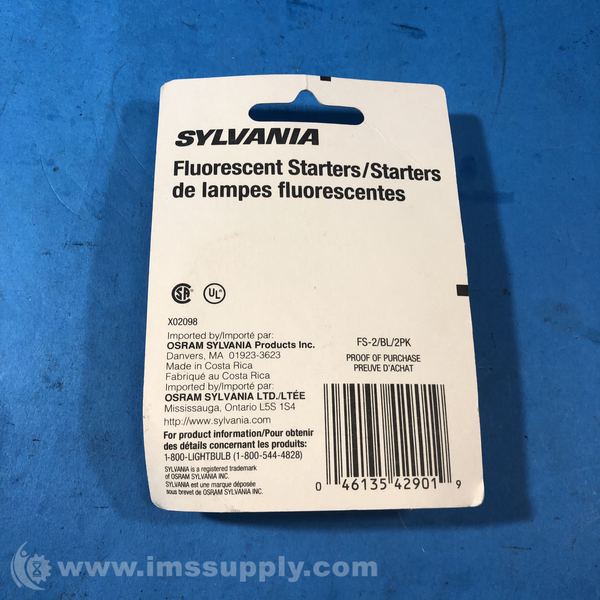 SYLVANIA
Fluorescent Starters/Starters
de lampes fluorescentes
SA
UL
X02098
Imported by/Importé par:
OSRAM SYLVANIA Products Inc.
Danvers, MA 01923-3623
Made in Costa Rica
Fabriqué au Costa Rica
Imported by/Importé par:
OSRAM SYLVANIA LTD./LTÉE
Mississauga, Ontario L5S 1S4
http://www.sylvania.com
For product information/Pour obtenir
des détails concernant les produits:
1-800-LIGHTBULB (1-800-544-4828)
SYLVANIA is a registered trademark
of OSRAM SYLVANIA INC.
SYLVANIA est une marque déposée
sous brevet de OSRAM SYLVANIA INC.
FS-2/BL/2PK
PROOF OF PURCHASE
PREUVE D'ACHAT
0 46135 42901 9
www.imssupply.com